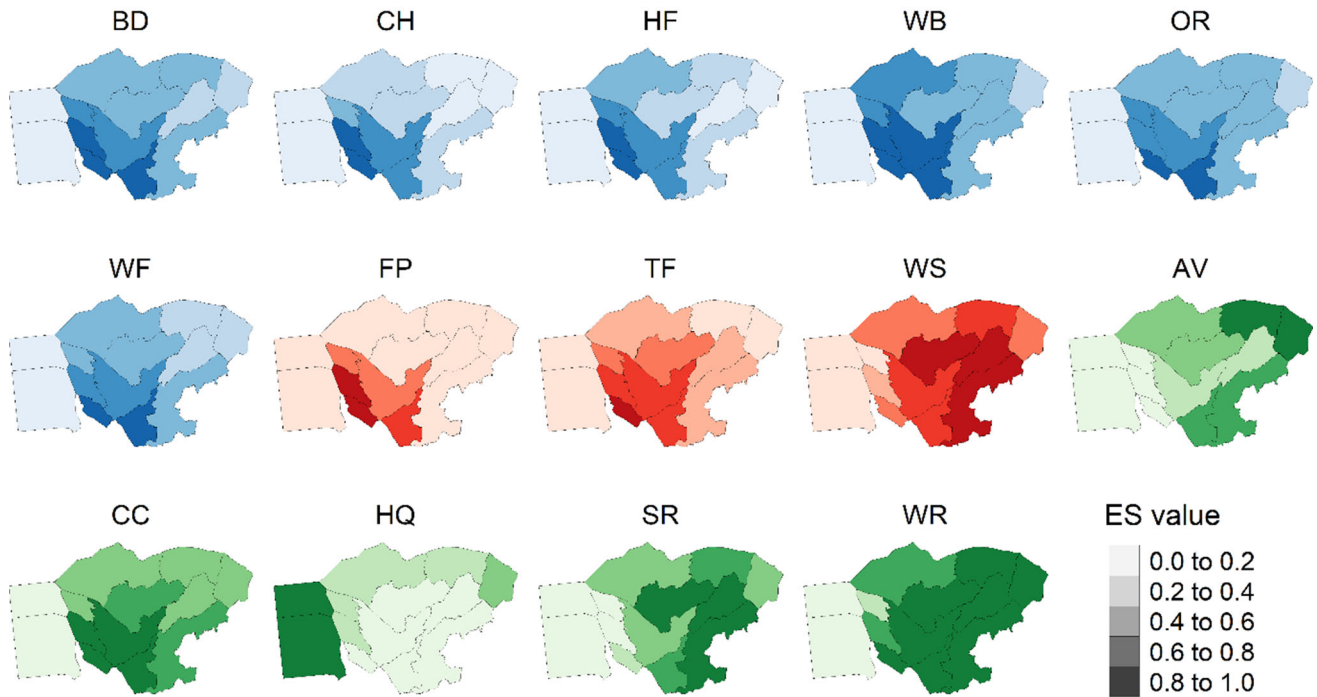 BD CH HF WB OR
WF FP TF WS AV
CC HQ SR WR ES value
0.0 to 0.2
0.2 to 0.4
0.4 to 0.6
0.6 to 0.8
0.8 to 1.0